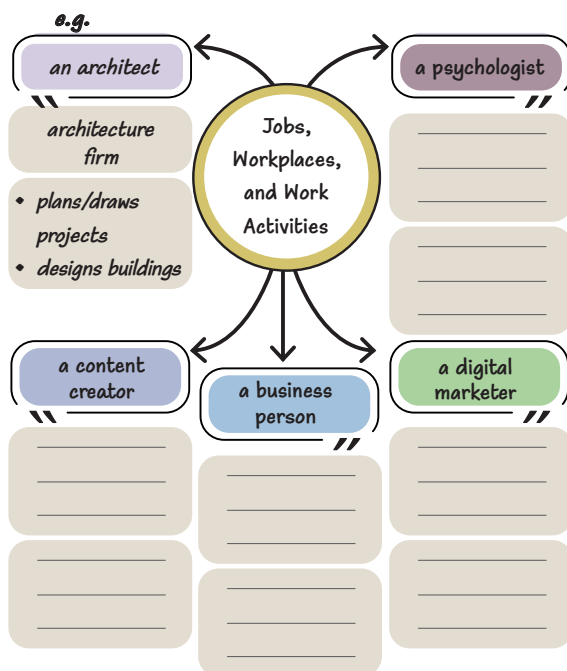 e.g.
an architect
architecture
firm
• plans/draws
projects
• designs buildings
Jobs,
Workplaces,
and Work
Activities
a psychologist
a content
creator
a business
person
a digital
marketer